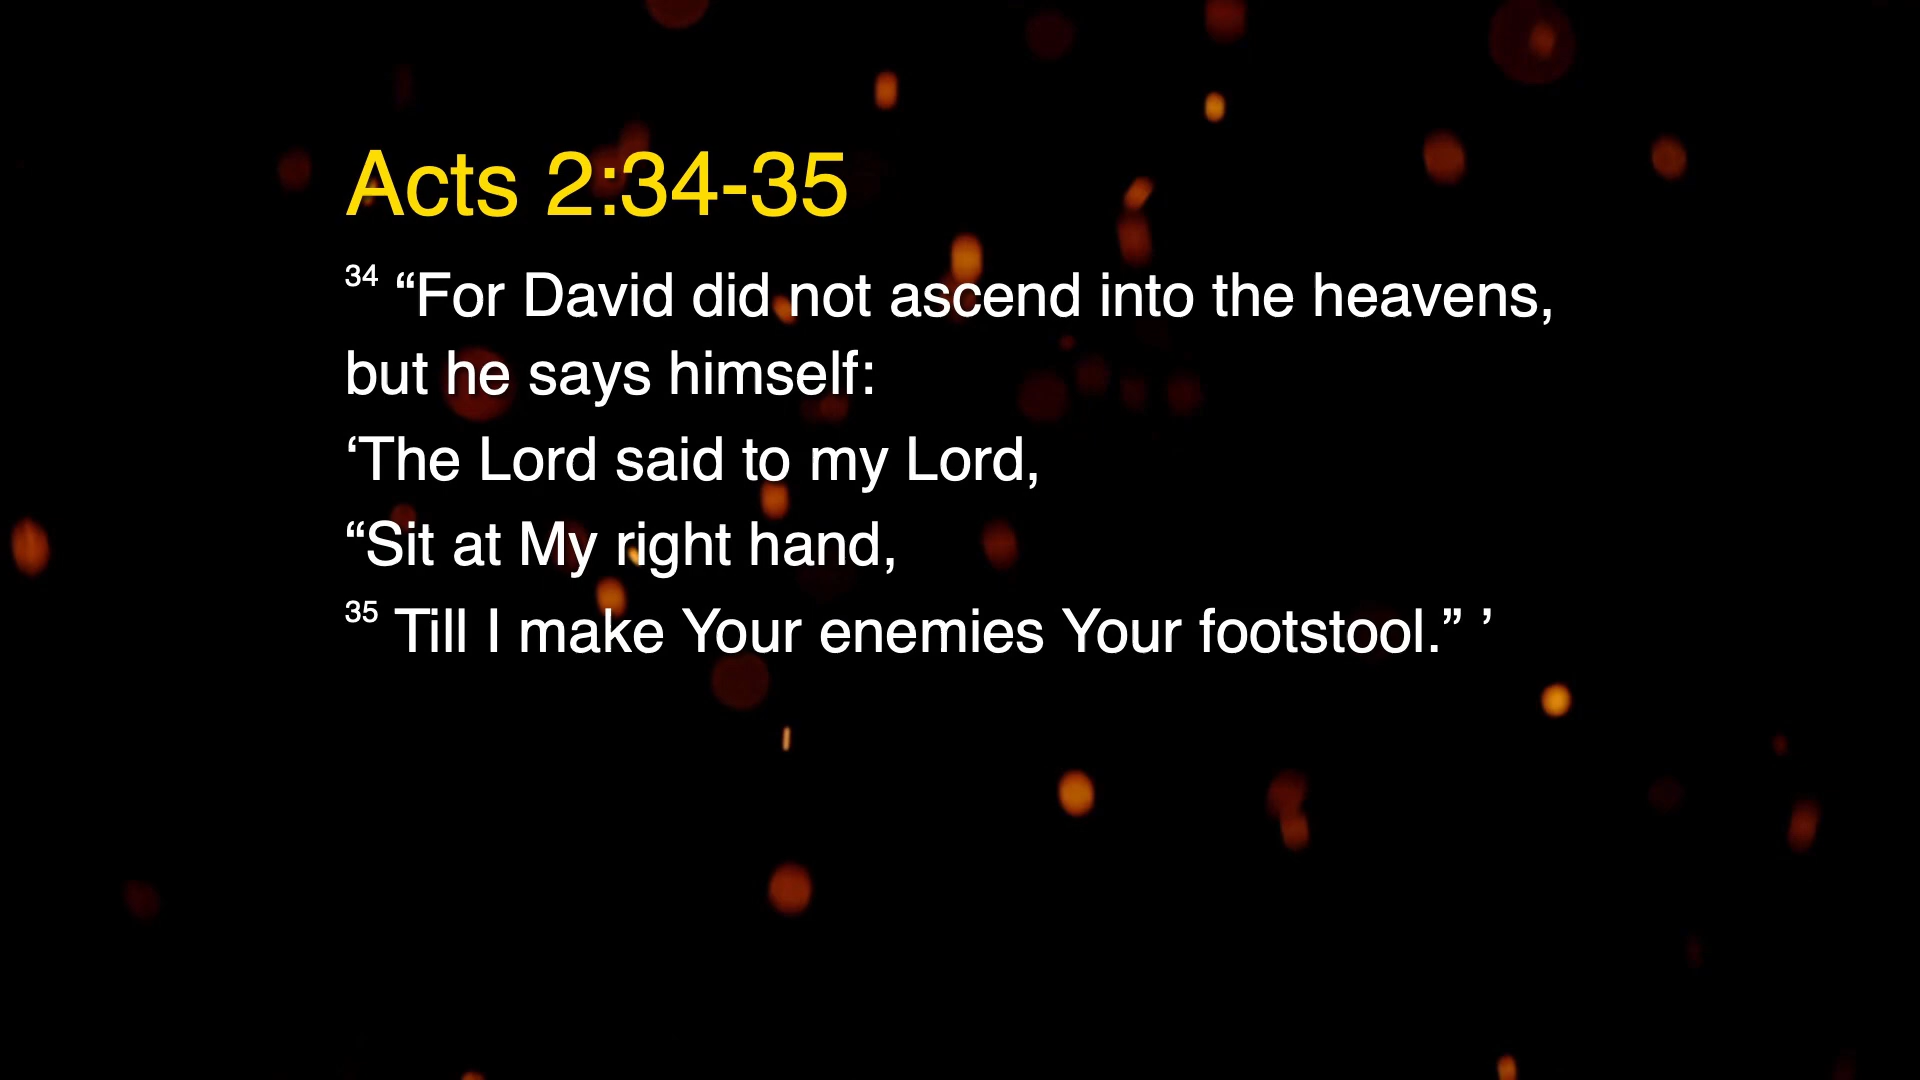 Acts 2:34-35
34 “For David did not ascend into the heavens,
but he says himself:
‘The Lord said to my Lord,
“Sit at My right hand,
35 Till I make Your enemies Your footstool.” ’